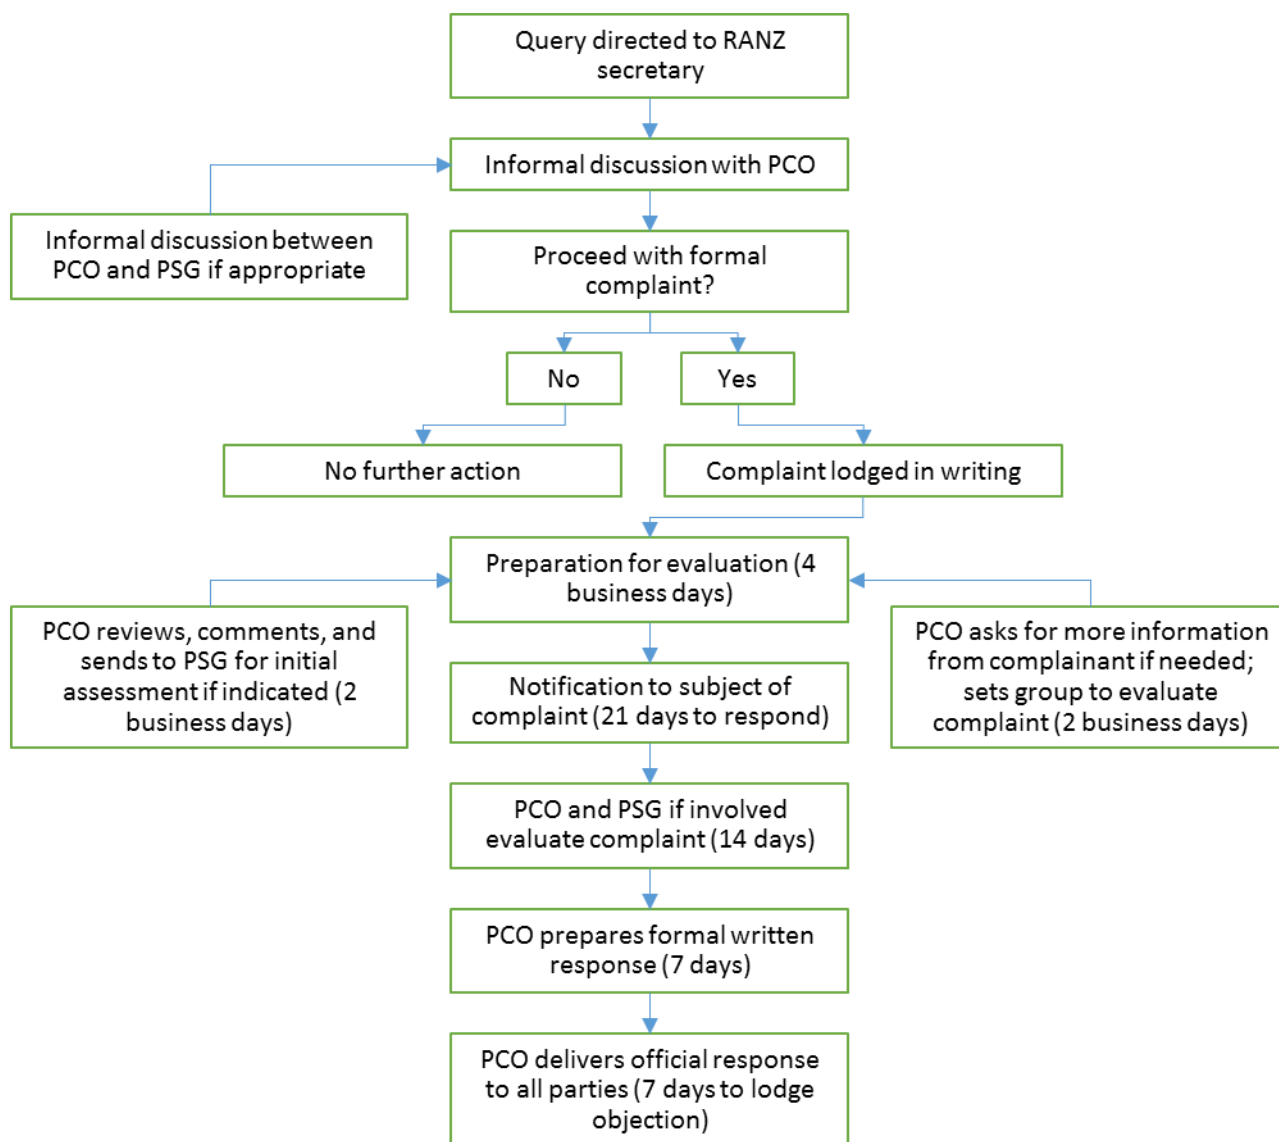 Query directed to RANZ
secretary
Informal discussion with PCO
Informal discussion between
PCO and PSG if appropriate
Proceed with formal
complaint?
No
Yes
No further action
Complaint lodged in writing
Preparation for evaluation (4
business days)
PCO reviews, comments, and
sends to PSG for initial
assessment if indicated (2
business days)
PCO asks for more information
from complainant if needed;
sets group to evaluate
complaint (2 business days)
Notification to subject of
complaint (21 days to respond)
PCO and PSG if involved
evaluate complaint (14 days)
PCO prepares formal written
response (7 days)
PCO delivers official response
to all parties (7 days to lodge
objection)